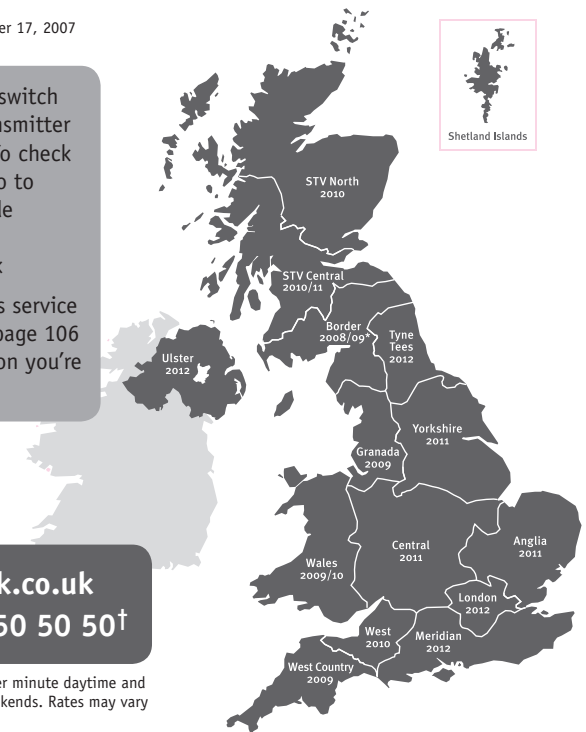 er 17, 2007
switch
nsmitter
o check
o to
le
k
s service
page 106
on you're
k.co.uk
50 50 50†
er minute daytime and
kends. Rates may vary
Shetland Islands
STV North
2010
STV Central
2010/11
Border
2008/09*
Tyne
Tees
2012
Ulster
2012
Yorkshire
2011
Granada
2009
Central
2011
Anglia
2011
Wales
2009/10
London
2012
West
2010
Meridian
2012
West Country
2009